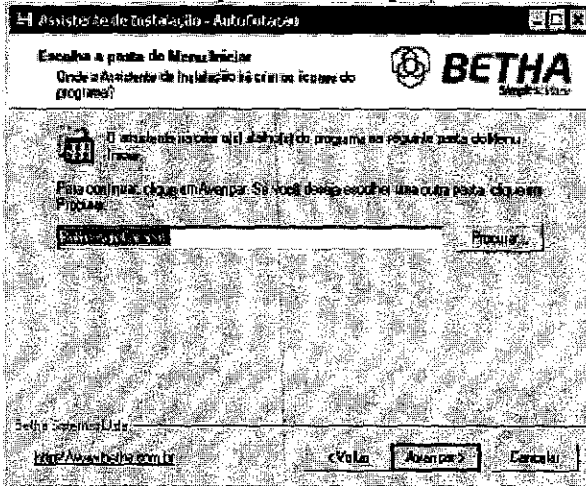 Assistente de Instalação - AutoCotação
Escolha a pasta do Menu Iniciar
Onde o Assistente de Instalação irá criar os ícones do
programa?
BETHA
O assistente irá criar o(s) atalho(s) do programa na seguinte pasta do Menu
Iniciar.
Para continuar, clique em Avançar. Se você deseja escolher uma outra pasta, clique em
Procurar.
Procurar...
Betha Sistemas Ltda
http://www.betha.com.br
<Voltar
Avançar>
Cancelar